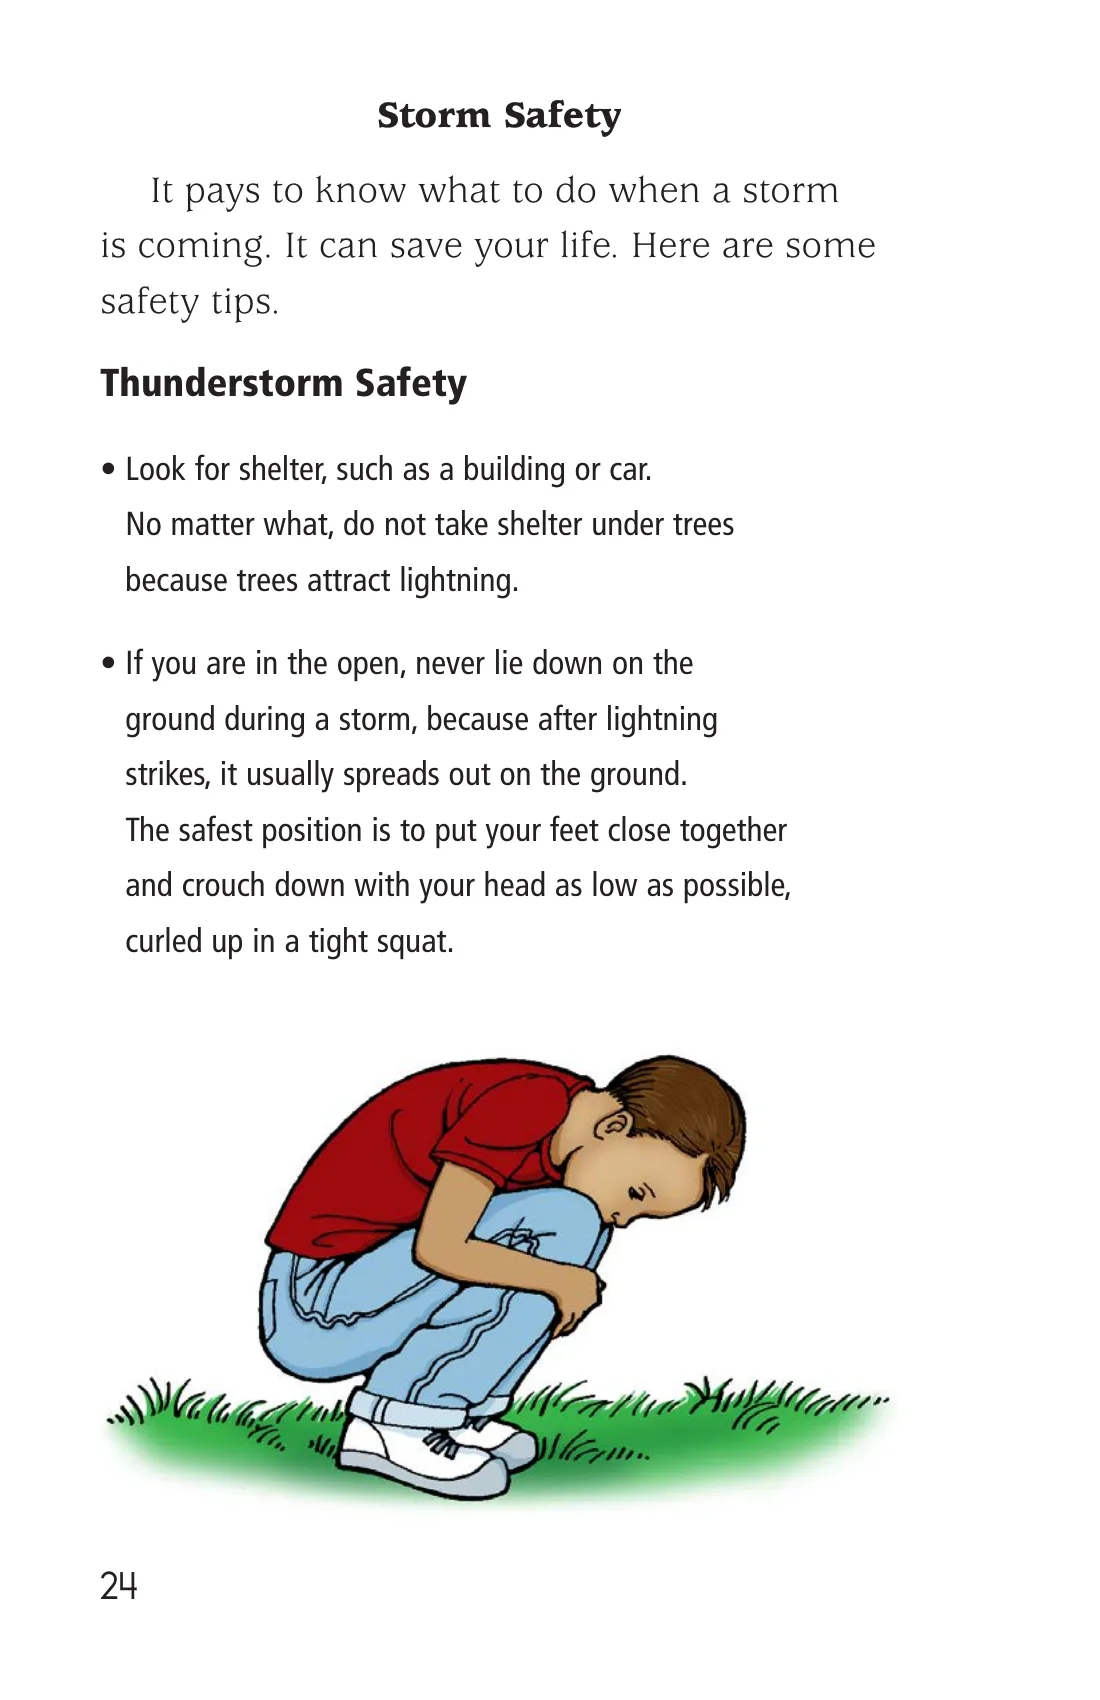 Storm Safety
It pays to know what to do when a storm
is coming. It can save your life. Here are some
safety tips.
Thunderstorm Safety
• Look for shelter, such as a building or car.
No matter what, do not take shelter under trees
because trees attract lightning.
• If you are in the open, never lie down on the
ground during a storm, because after lightning
strikes, it usually spreads out on the ground.
The safest position is to put your feet close together
and crouch down with your head as low as possible,
curled up in a tight squat.
24